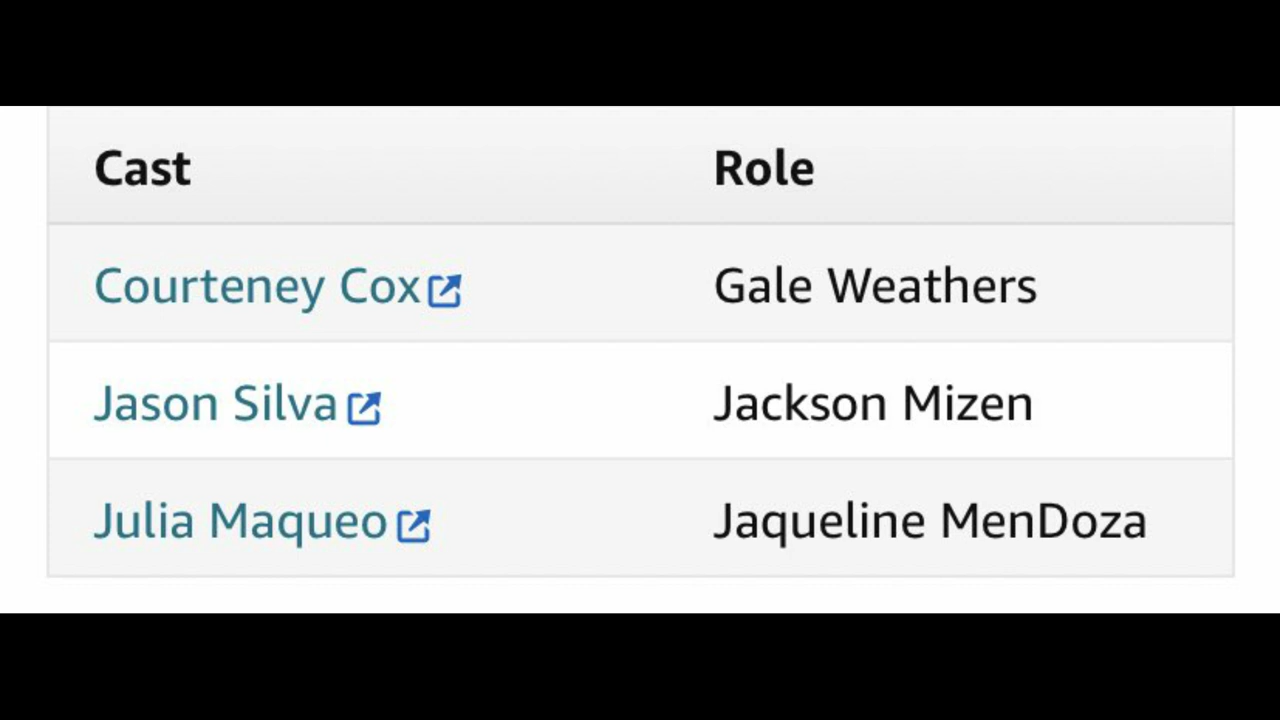 Cast Role
Courteney Cox Gale Weathers
Jason Silva Jackson Mizen
Julia Maqueo Jaqueline MenDoza